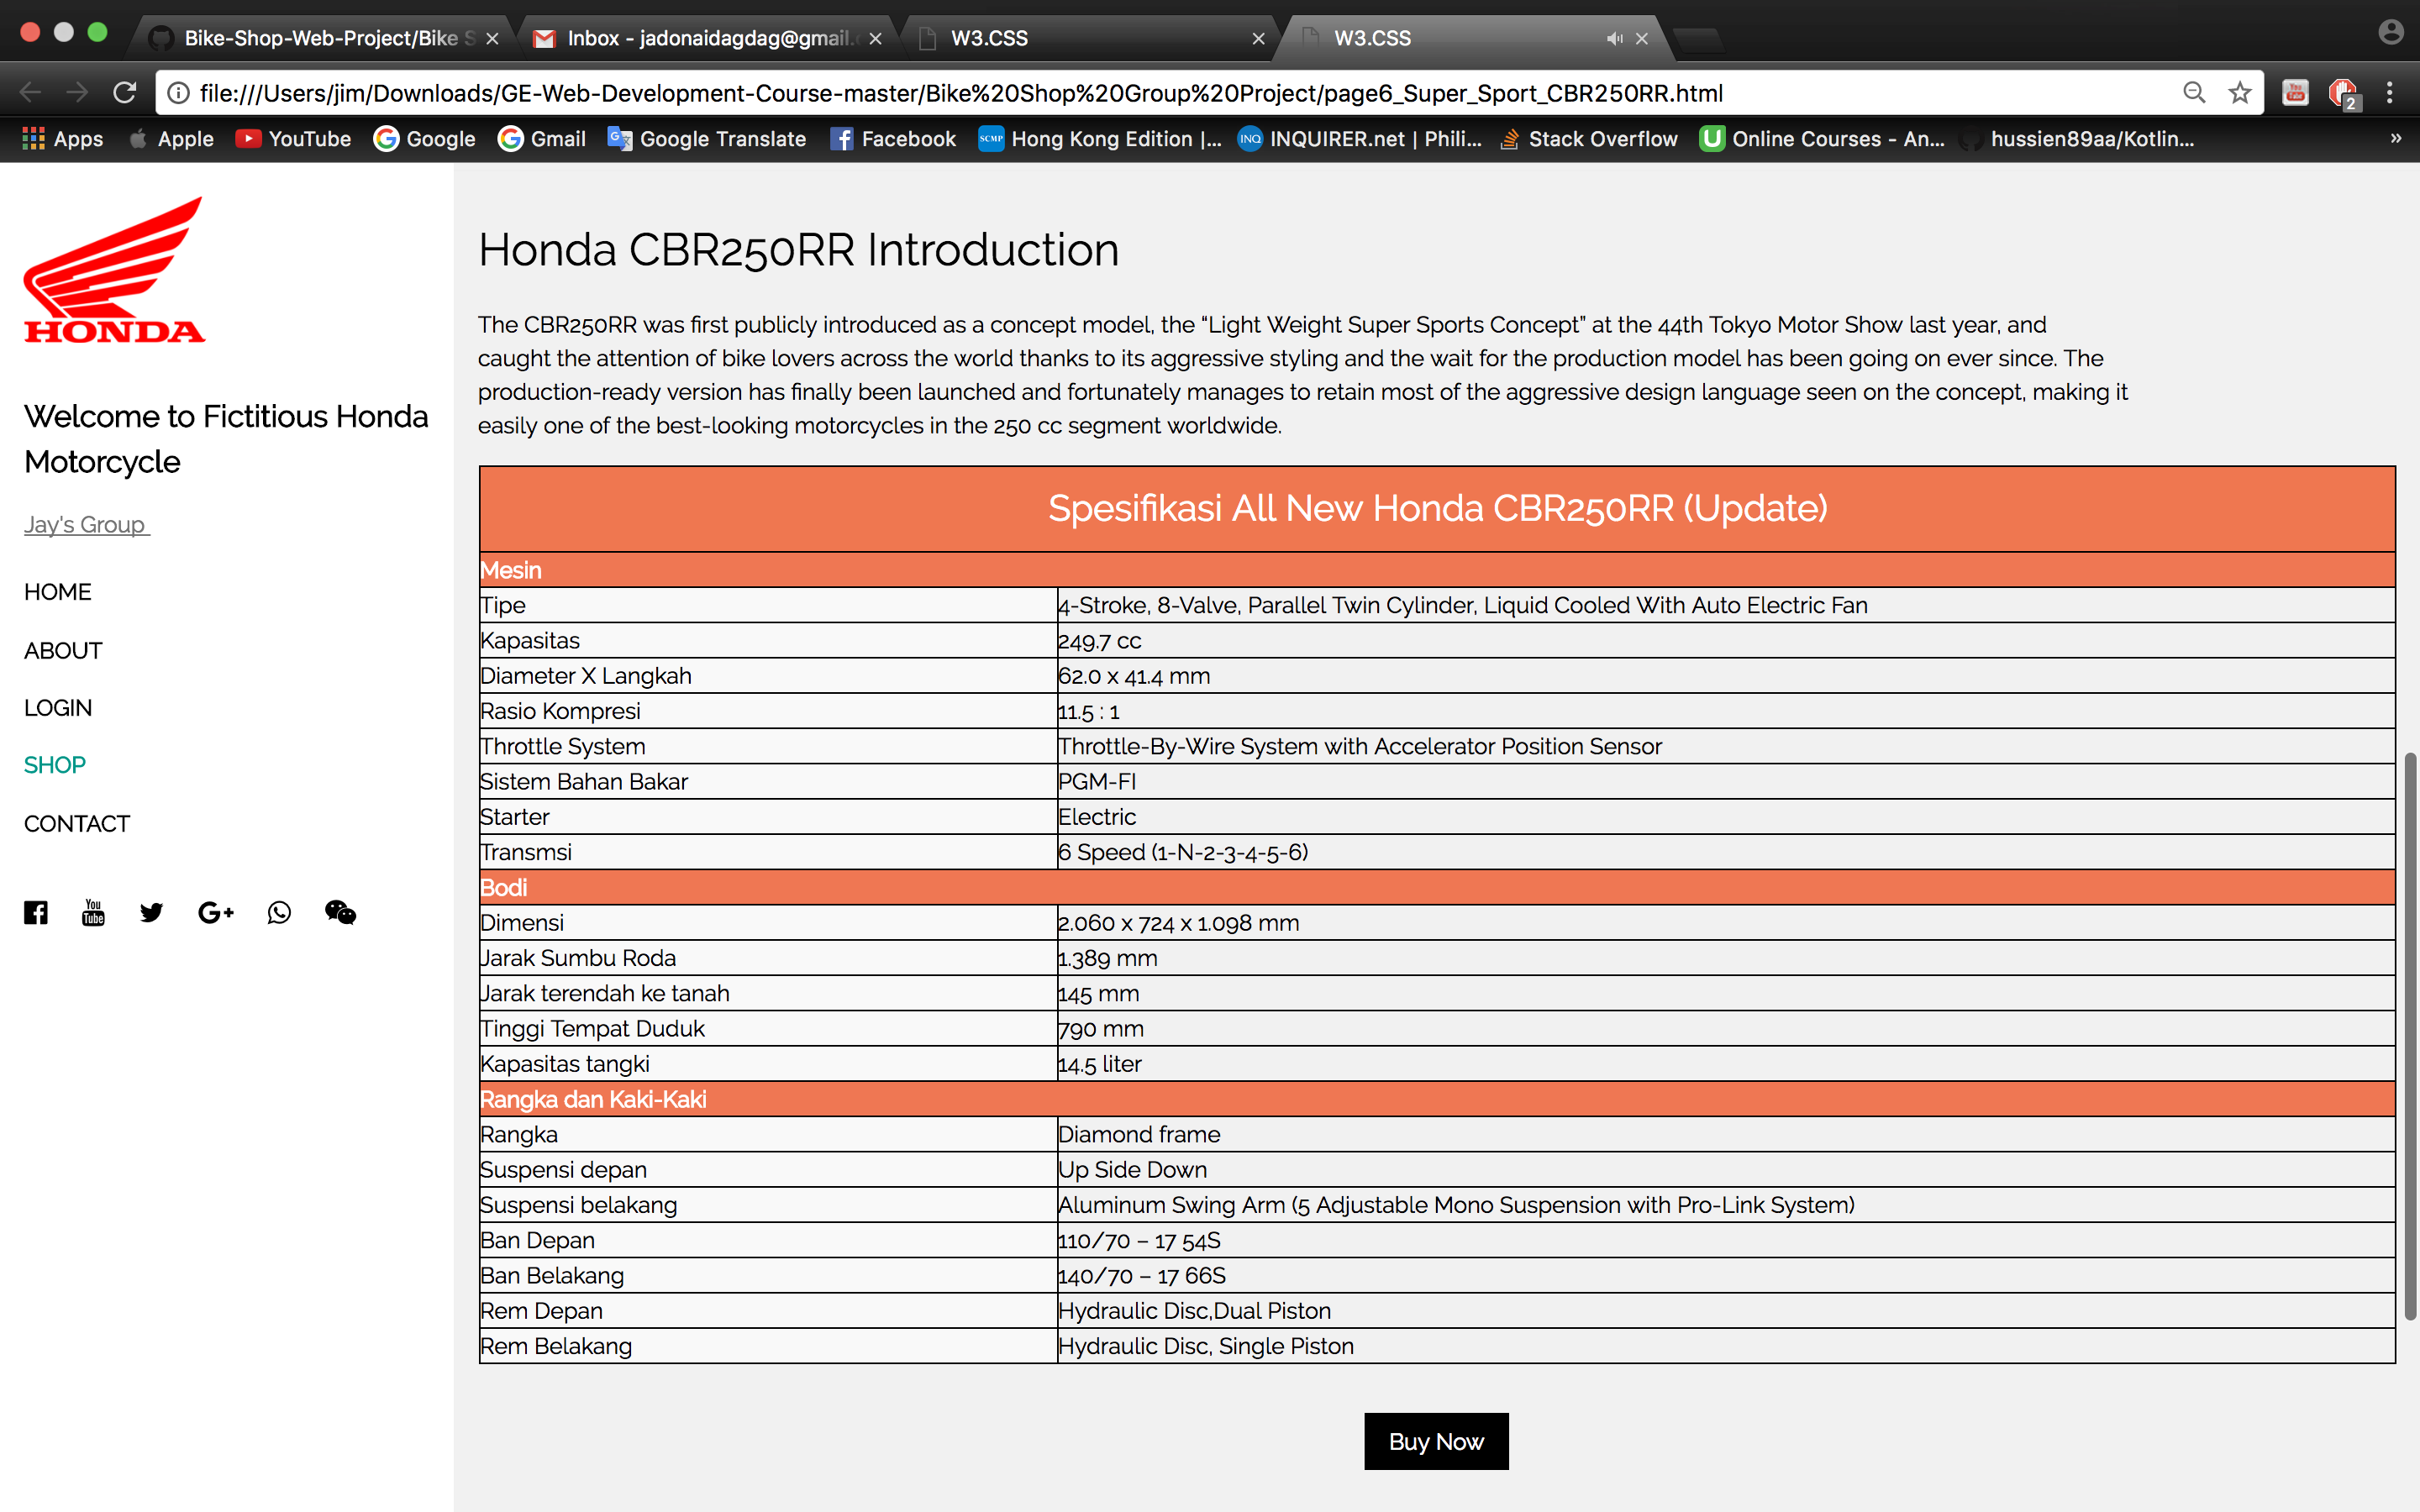 Bike-Shop-Web-Project/Bike S
Inbox - jadonaidagdag@gmail.
W3.CSS
W3.CSS
file:///Users/jim/Downloads/GE-Web-Development-Course-master/Bike%20Shop%20Group%20Project/page6_Super_Sport_CBR250RR.html
2
Apps
Apple
YouTube
Google
Gmail
Google Translate
Facebook
SCMP
Hong Kong Edition |...
INQ
INQUIRER.net | Phili...
Stack Overflow
U
Online Courses - An...
hussien89aa/Kotlin...
»
HONDA
Welcome to Fictitious Honda
Motorcycle
Jay's Group
HOME
ABOUT
LOGIN
SHOP
CONTACT
You
Tube
G+
Honda CBR250RR Introduction
The CBR250RR was first publicly introduced as a concept model, the “Light Weight Super Sports Concept” at the 44th Tokyo Motor Show last year, and
caught the attention of bike lovers across the world thanks to its aggressive styling and the wait for the production model has been going on ever since. The
production-ready version has finally been launched and fortunately manages to retain most of the aggressive design language seen on the concept, making it
easily one of the best-looking motorcycles in the 250 cc segment worldwide.
Spesifikasi All New Honda CBR250RR (Update)
Mesin
Tipe 4-Stroke, 8-Valve, Parallel Twin Cylinder, Liquid Cooled With Auto Electric Fan
Kapasitas 249.7 cc
Diameter X Langkah 62.0 x 41.4 mm
Rasio Kompresi 11.5 : 1
Throttle System Throttle-By-Wire System with Accelerator Position Sensor
Sistem Bahan Bakar PGM-FI
Starter Electric
Transmsi 6 Speed (1-N-2-3-4-5-6)
Bodi
Dimensi 2.060 x 724 x 1.098 mm
Jarak Sumbu Roda 1.389 mm
Jarak terendah ke tanah 145 mm
Tinggi Tempat Duduk 790 mm
Kapasitas tangki 14.5 liter
Rangka dan Kaki-Kaki
Rangka Diamond frame
Suspensi depan Up Side Down
Suspensi belakang Aluminum Swing Arm (5 Adjustable Mono Suspension with Pro-Link System)
Ban Depan 110/70 – 17 54S
Ban Belakang 140/70 – 17 66S
Rem Depan Hydraulic Disc,Dual Piston
Rem Belakang Hydraulic Disc, Single Piston
Buy Now